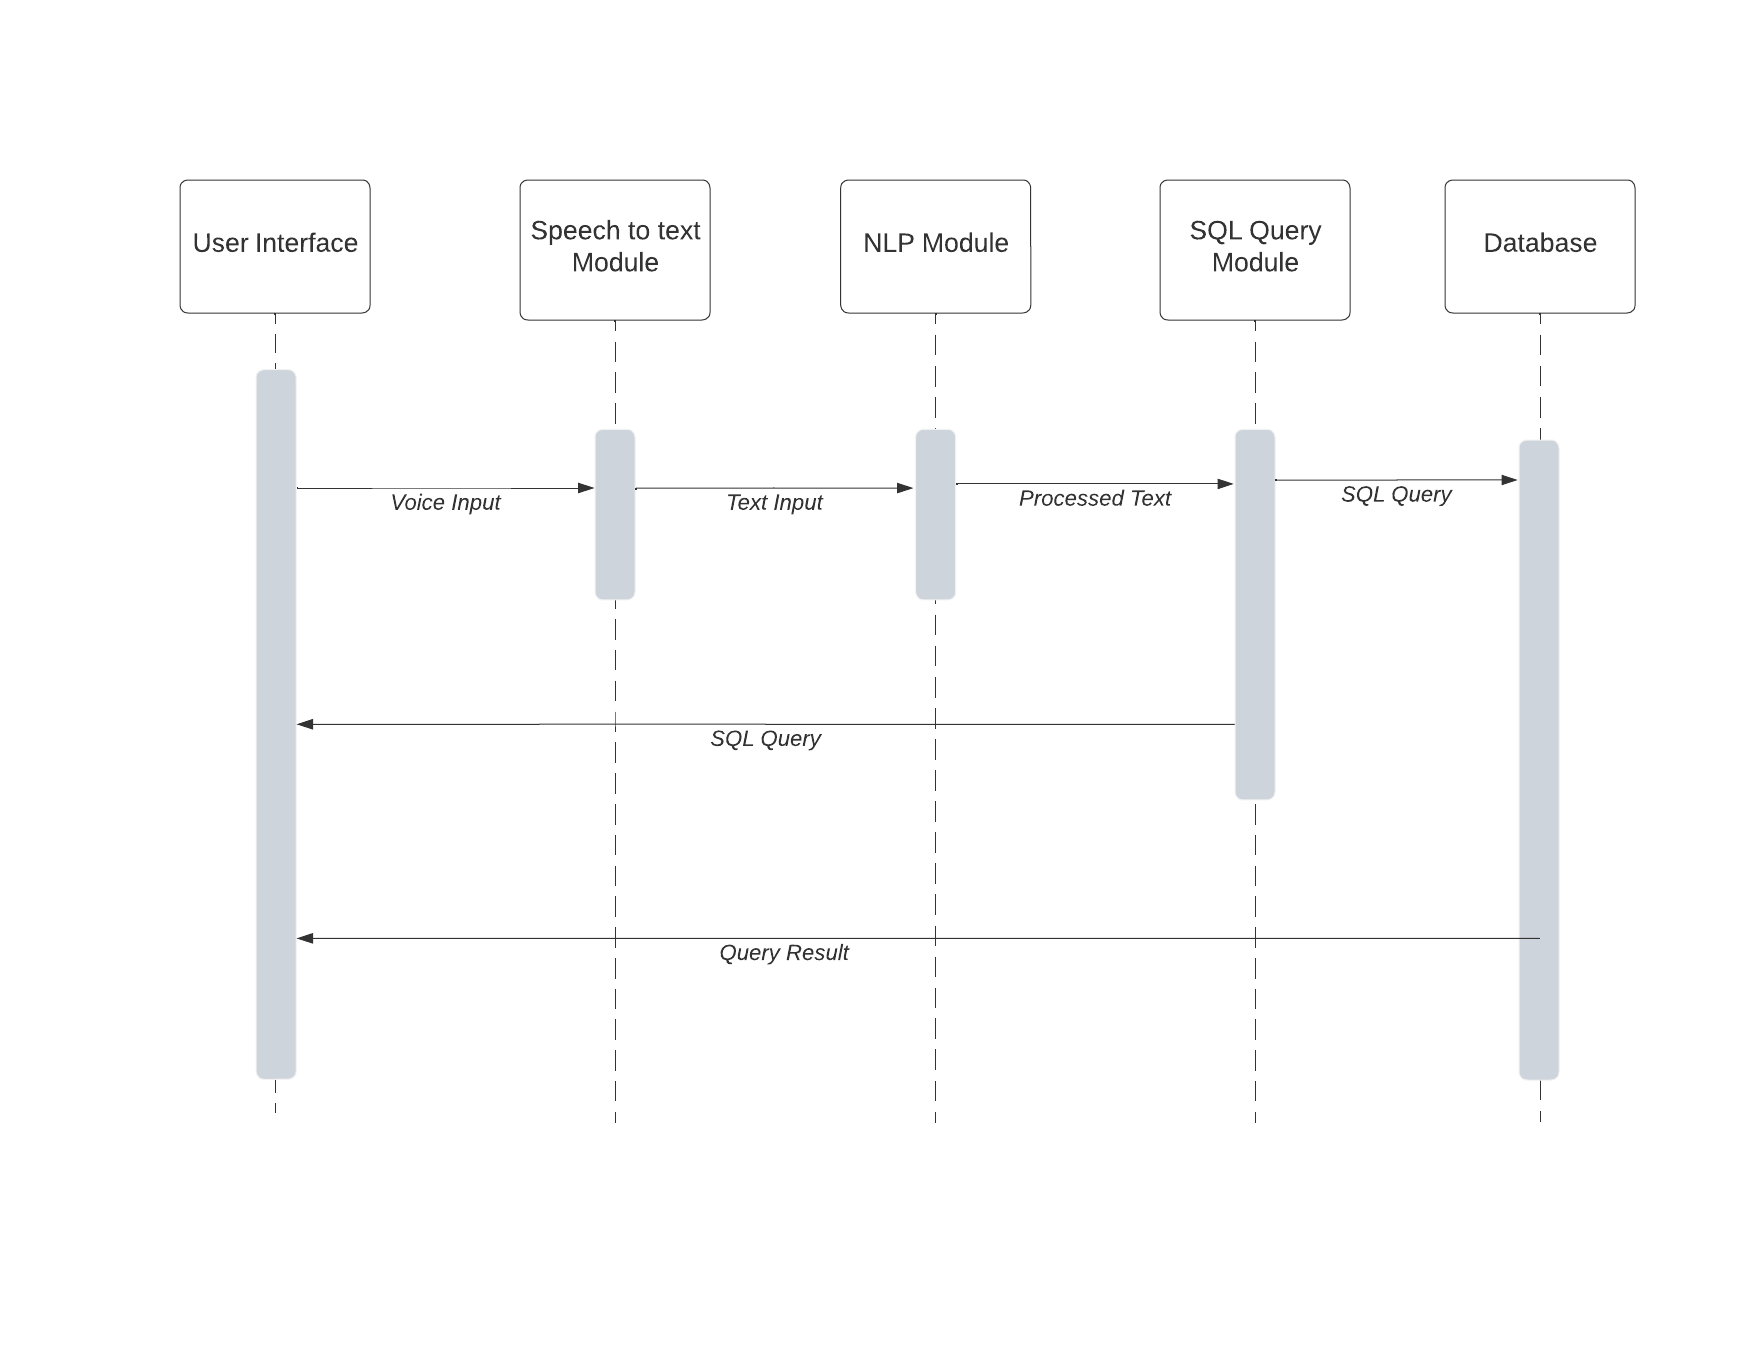 User Interface
Speech to text
Module
NLP Module
SQL Query
Module
Database
Voice Input
Text Input
Processed Text
SQL Query
SQL Query
Query Result